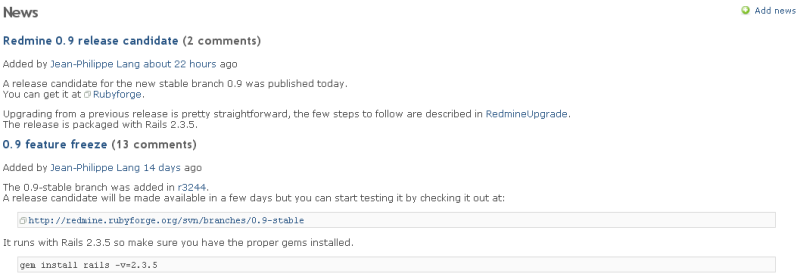 News
Add news
Redmine 0.9 release candidate (2 comments)
Added by Jean-Philippe Lang about 22 hours ago
A release candidate for the new stable branch 0.9 was published today.
You can get it at Rubyforge.
Upgrading from a previous release is pretty straightforward, the few steps to follow are described in RedmineUpgrade.
The release is packaged with Rails 2.3.5.
0.9 feature freeze (13 comments)
Added by Jean-Philippe Lang 14 days ago
The 0.9-stable branch was added in r3244.
A release candidate will be made available in a few days but you can start testing it by checking it out at:
http://redmine.rubyforge.org/svn/branches/0.9-stable
It runs with Rails 2.3.5 so make sure you have the proper gems installed.
gem install rails -v=2.3.5